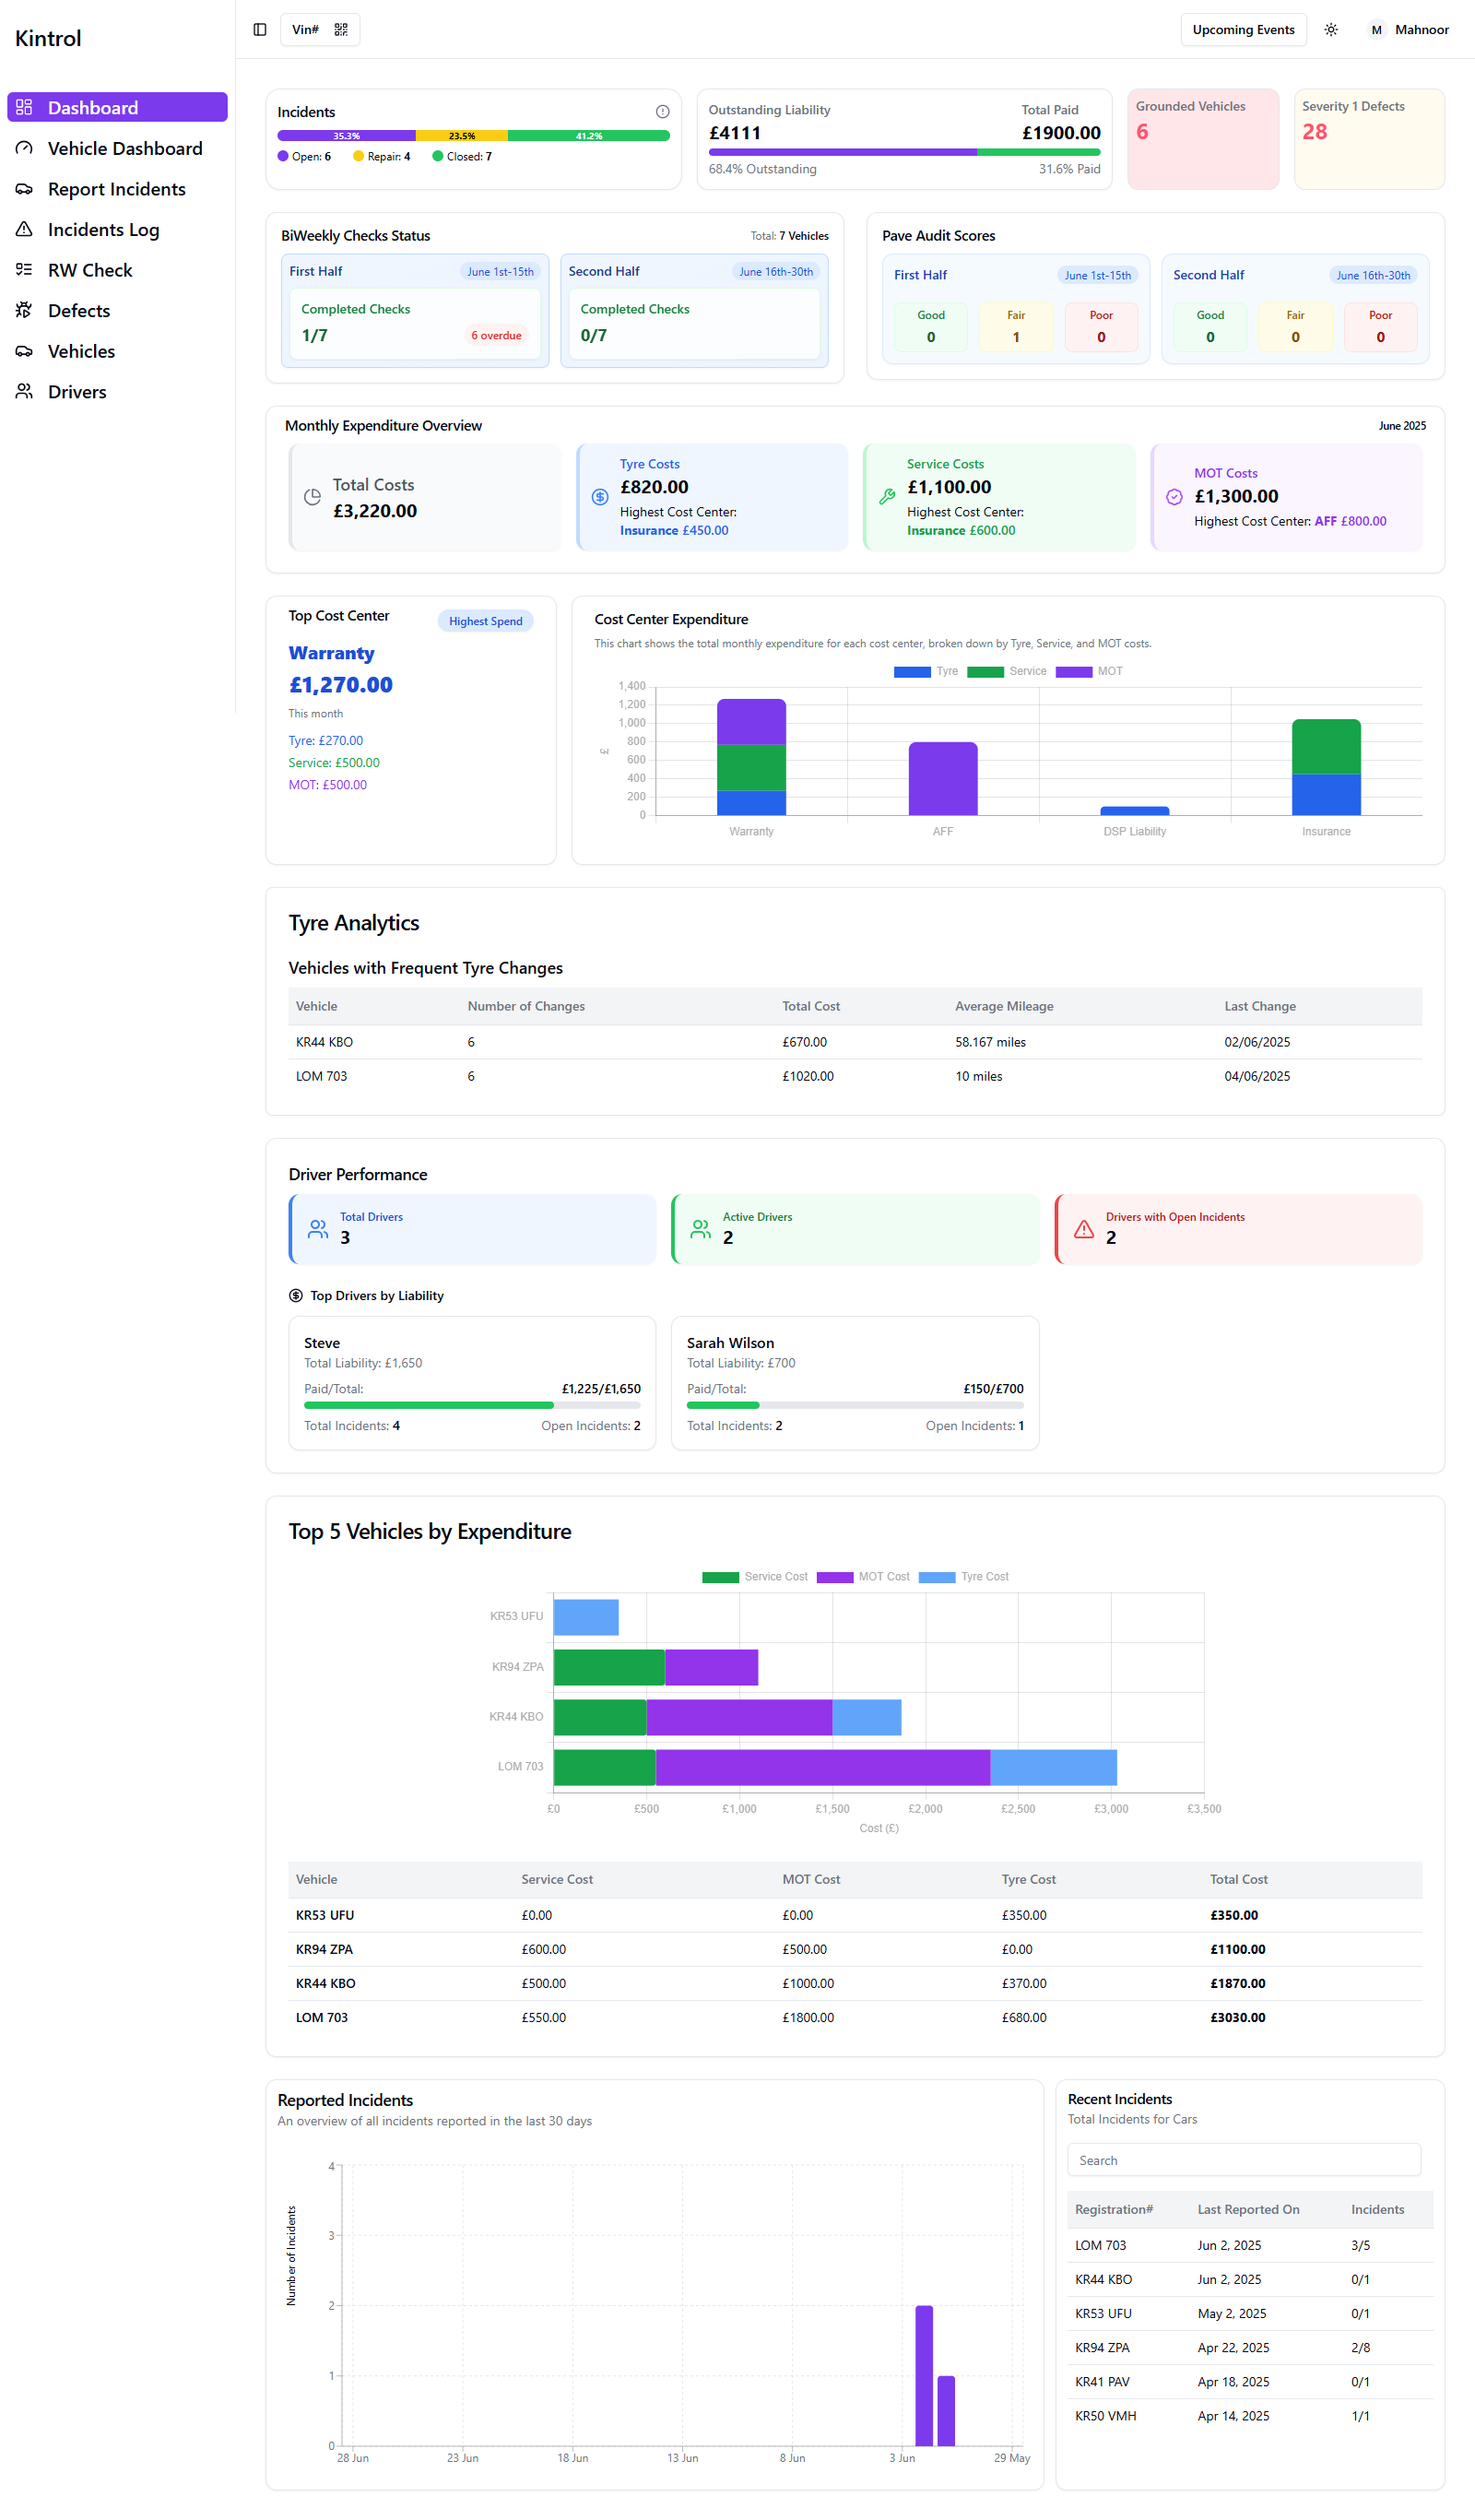 Kintrol
Vin#
Upcoming Events
M Mahnoor
Dashboard
Vehicle Dashboard
Report Incidents
Incidents Log
RW Check
Defects
Vehicles
Drivers
Incidents
35.3% 23.5% 41.2%
Open: 6 Repair: 4 Closed: 7
Outstanding Liability Total Paid
£4111 £1900.00
68.4% Outstanding 31.6% Paid
Grounded Vehicles
6
Severity 1 Defects
28
BiWeekly Checks Status Total: 7 Vehicles
First Half June 1st-15th
Completed Checks
1/7 6 overdue
Second Half June 16th-30th
Completed Checks
0/7
Pave Audit Scores
First Half June 1st-15th
Good Fair Poor
0 1 0
Second Half June 16th-30th
Good Fair Poor
0 0 0
Monthly Expenditure Overview June 2025
Total Costs
£3,220.00
Tyre Costs
£820.00
Highest Cost Center:
Insurance £450.00
Service Costs
£1,100.00
Highest Cost Center:
Insurance £600.00
MOT Costs
£1,300.00
Highest Cost Center: AFF £800.00
Top Cost Center Highest Spend
Warranty
£1,270.00
This month
Tyre: £270.00
Service: £500.00
MOT: £500.00
Cost Center Expenditure
This chart shows the total monthly expenditure for each cost center, broken down by Tyre, Service, and MOT costs.
Tyre Service MOT
1,400
1,200
1,000
800
600
400
200
0
£
Warranty AFF DSP Liability Insurance
Tyre Analytics
Vehicles with Frequent Tyre Changes
Vehicle Number of Changes Total Cost Average Mileage Last Change
KR44 KBO 6 £670.00 58.167 miles 02/06/2025
LOM 703 6 £1020.00 10 miles 04/06/2025
Driver Performance
Total Drivers
3
Active Drivers
2
Drivers with Open Incidents
2
Top Drivers by Liability
Steve
Total Liability: £1,650
Paid/Total: £1,225/£1,650
Total Incidents: 4 Open Incidents: 2
Sarah Wilson
Total Liability: £700
Paid/Total: £150/£700
Total Incidents: 2 Open Incidents: 1
Top 5 Vehicles by Expenditure
Service Cost MOT Cost Tyre Cost
KR53 UFU
KR94 ZPA
KR44 KBO
LOM 703
£0 £500 £1,000 £1,500 £2,000 £2,500 £3,000 £3,500
Cost (£)
Vehicle Service Cost MOT Cost Tyre Cost Total Cost
KR53 UFU £0.00 £0.00 £350.00 £350.00
KR94 ZPA £600.00 £500.00 £0.00 £1100.00
KR44 KBO £500.00 £1000.00 £370.00 £1870.00
LOM 703 £550.00 £1800.00 £680.00 £3030.00
Reported Incidents
An overview of all incidents reported in the last 30 days
Number of Incidents
4
3
2
1
0
28 Jun 23 Jun 18 Jun 13 Jun 8 Jun 3 Jun 29 May
Recent Incidents
Total Incidents for Cars
Search
Registration# Last Reported On Incidents
LOM 703 Jun 2, 2025 3/5
KR44 KBO Jun 2, 2025 0/1
KR53 UFU May 2, 2025 0/1
KR94 ZPA Apr 22, 2025 2/8
KR41 PAV Apr 18, 2025 0/1
KR50 VMH Apr 14, 2025 1/1